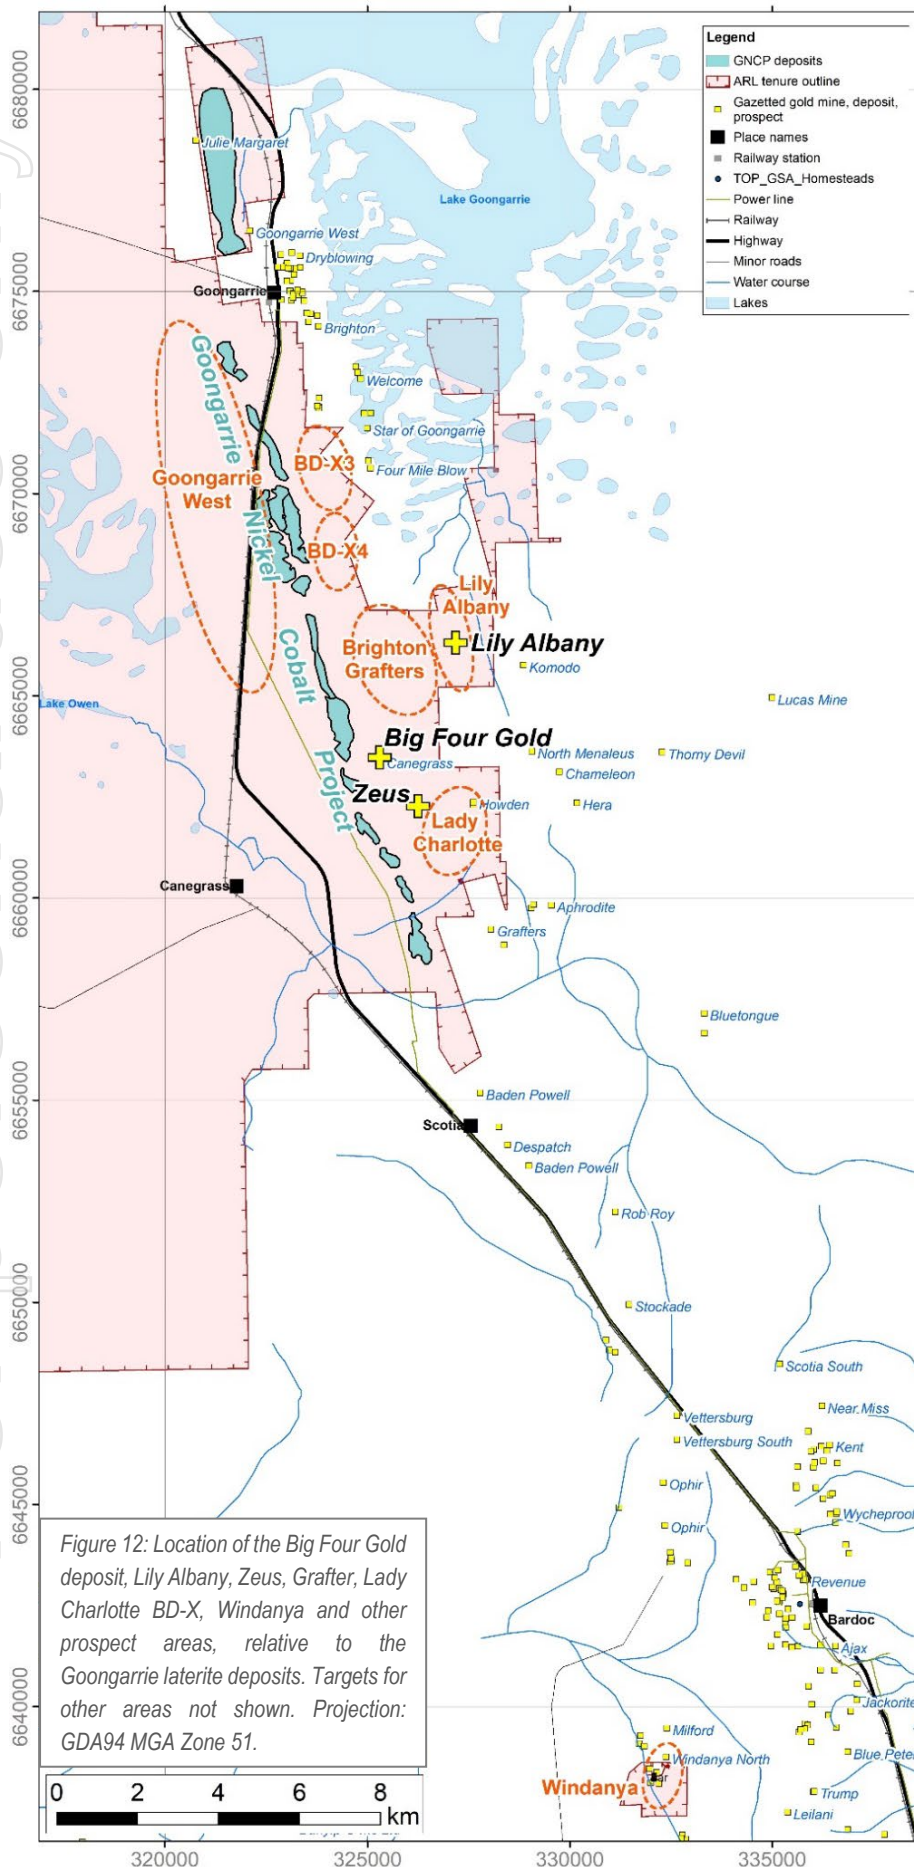 Legend
GNCP deposits
ARL tenure outline
Gazetted gold mine, deposit,
prospect
Place names
Railway station
TOP_GSA_Homesteads
Power line
Railway
Highway
Minor roads
Water course
Lakes
6680000
6675000
6670000
6665000
6660000
6655000
6650000
6645000
6640000
Julie Margaret
Lake Goongarrie
Goongarrie West
Dryblowing
Goongarrie
Brighton
Welcome
Star of Goongarrie
Four Mile Blow
Goongarrie
Nickel
Cobalt
Project
Goongarrie
West
BD-X3
BD-X4
Lily
Albany
Lily Albany
Brighton
Grafters
Komodo
Lake Owen
Lucas Mine
Big Four Gold
Canegrass
North Menaleus
Thorny Devil
Chameleon
Zeus
Howden
Hera
Lady
Charlotte
Canegrass
Aphrodite
Grafters
Bluetongue
Baden Powell
Scotia
Despatch
Baden Powell
Rob Roy
Stockade
Scotia South
Near Miss
Vettersburg
Vettersburg South
Kent
Ophir
Wycheproof
Ophir
Revenue
Bardoc
Ajax
Jackorite
Milford
Windanya North
Blue Pete
Windanya
Trump
Leilani
Figure 12: Location of the Big Four Gold
deposit, Lily Albany, Zeus, Grafter, Lady
Charlotte BD-X, Windanya and other
prospect areas, relative to the
Goongarrie laterite deposits. Targets for
other areas not shown. Projection:
GDA94 MGA Zone 51.
0 2 4 6 8
km
320000 325000 330000 335000